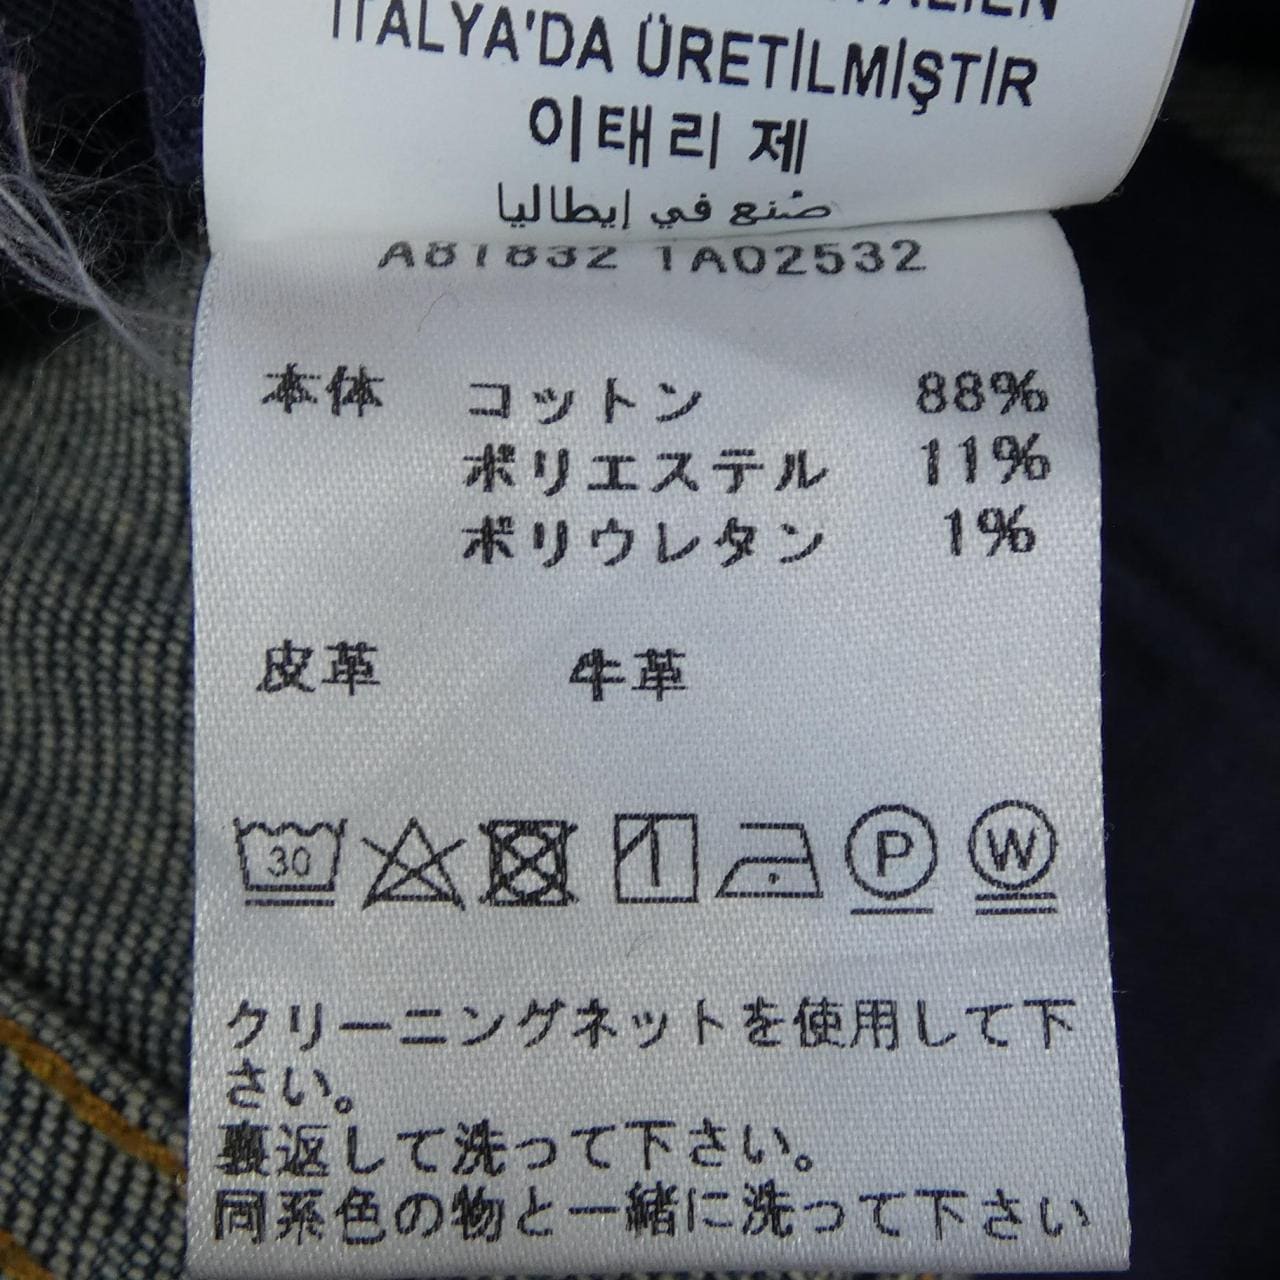 ITALYA'DA ÜRETİLMİŞTİR
이태리 제
صُنع في إيطاليا
A81832 1A02532
本体 コットン 88%
ポリエステル 11%
ポリウレタン 1%
皮革 牛革
30 P W
クリーニングネットを使用して下
さい。
裏返して洗って下さい。
同系色の物と一緒に洗って下さい